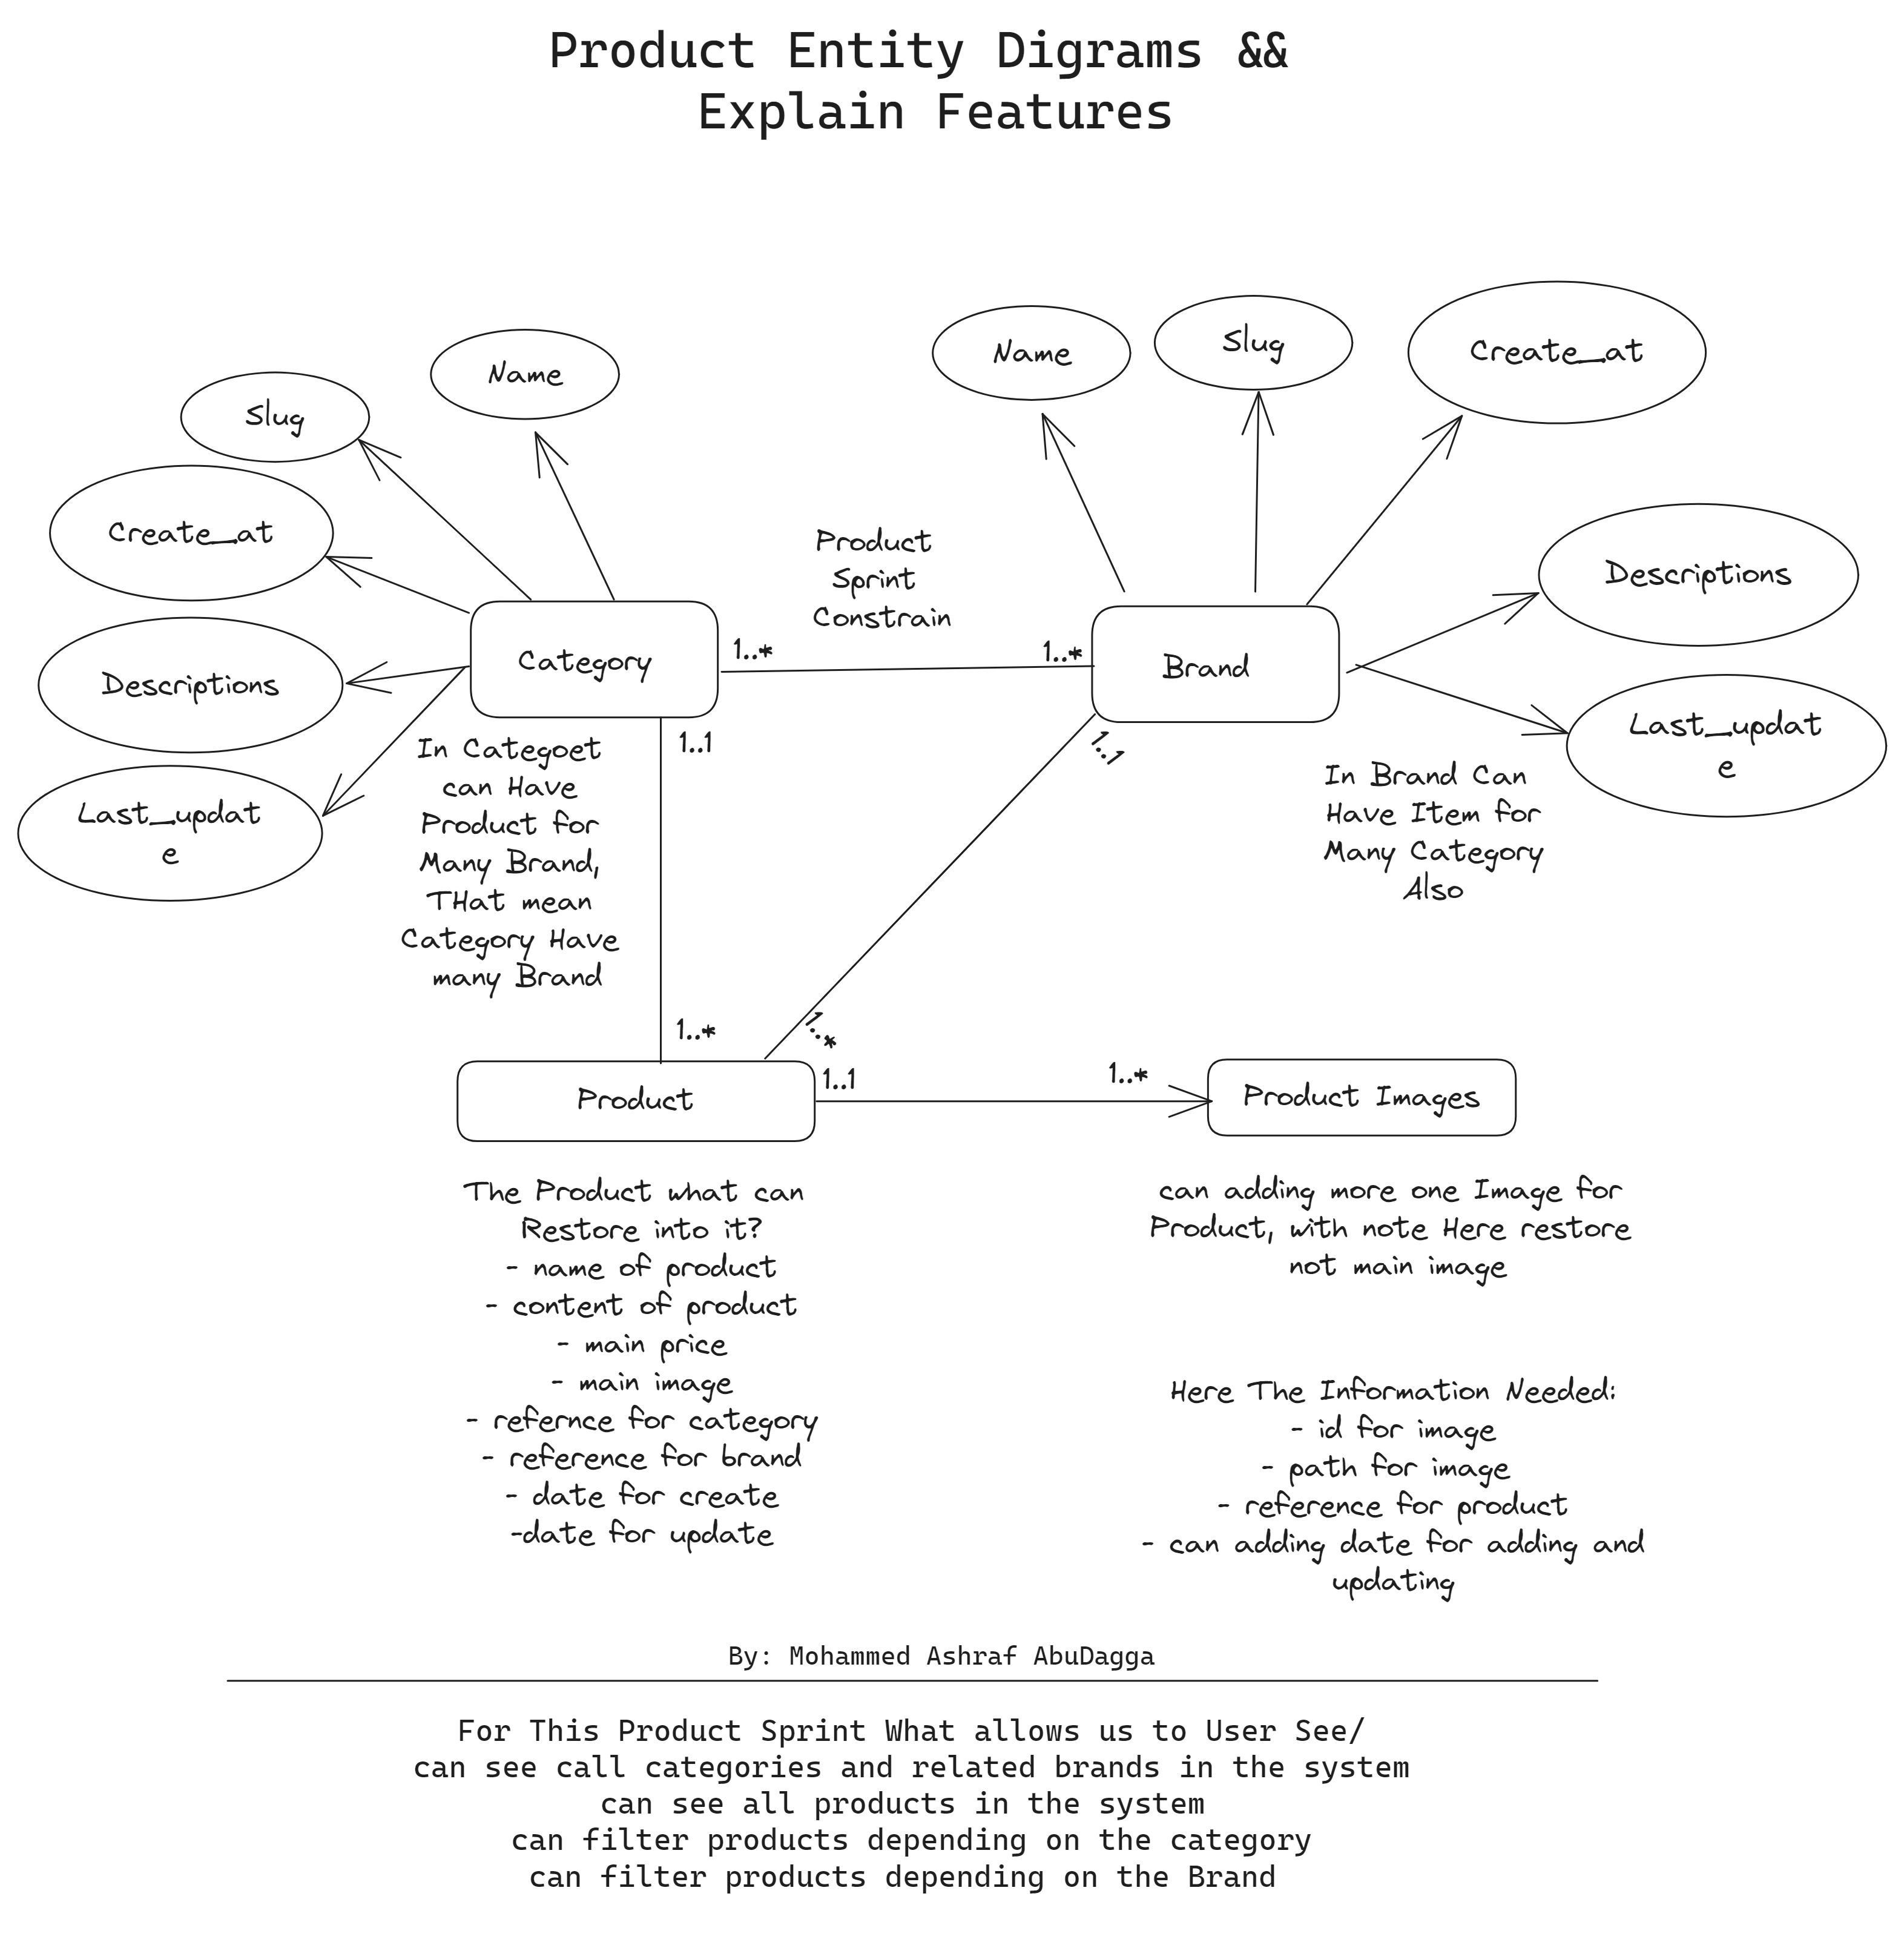 Product Entity Digrams &&
Explain Features
Name
Slug
Create_at
Name
Slug
Create_at
Descriptions
Last_updat
e
Product
Sprint
Constrain
Category
1..*
1..*
Brand
Descriptions
Last_updat
e
1..1
1..1
In Categoet
can Have
Product for
Many Brand,
THat mean
Category Have
many Brand
In Brand Can
Have Item for
Many Category
Also
1..*
1..*
Product
1..1
1..*
Product Images
The Product what can
Restore into it?
- name of product
- content of product
- main price
- main image
- refernce for category
- reference for brand
- date for create
-date for update
can adding more one Image for
Product, with note Here restore
not main image
Here The Information Needed:
- id for image
- path for image
- reference for product
- can adding date for adding and
updating
By: Mohammed Ashraf AbuDagga
For This Product Sprint What allows us to User See/
can see call categories and related brands in the system
can see all products in the system
can filter products depending on the category
can filter products depending on the Brand